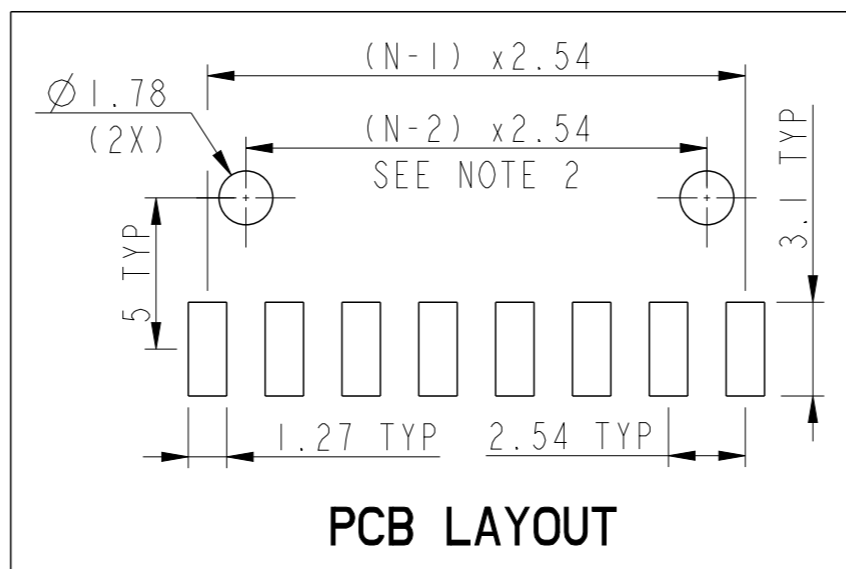 (N-1) x2.54
Ø1.78
(2X)
(N-2) x2.54
SEE NOTE 2
3.1 TYP
5 TYP
1.27 TYP
2.54 TYP
PCB LAYOUT